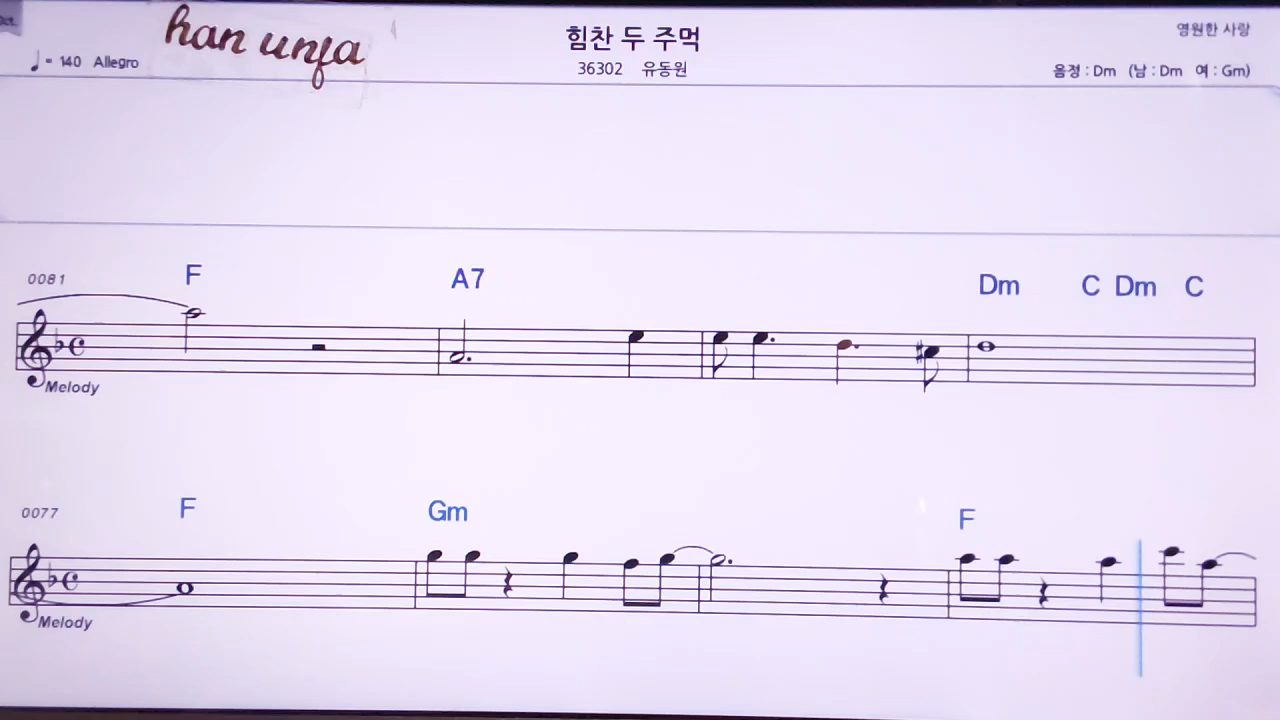 han unfa
힘찬 두 주먹
영원한 사랑
♩= 140 Allegro
36302 유동원
음정 : Dm (남 : Dm 여 : Gm)
0081
F A7 Dm C Dm C
Melody
0077
F Gm F
Melody